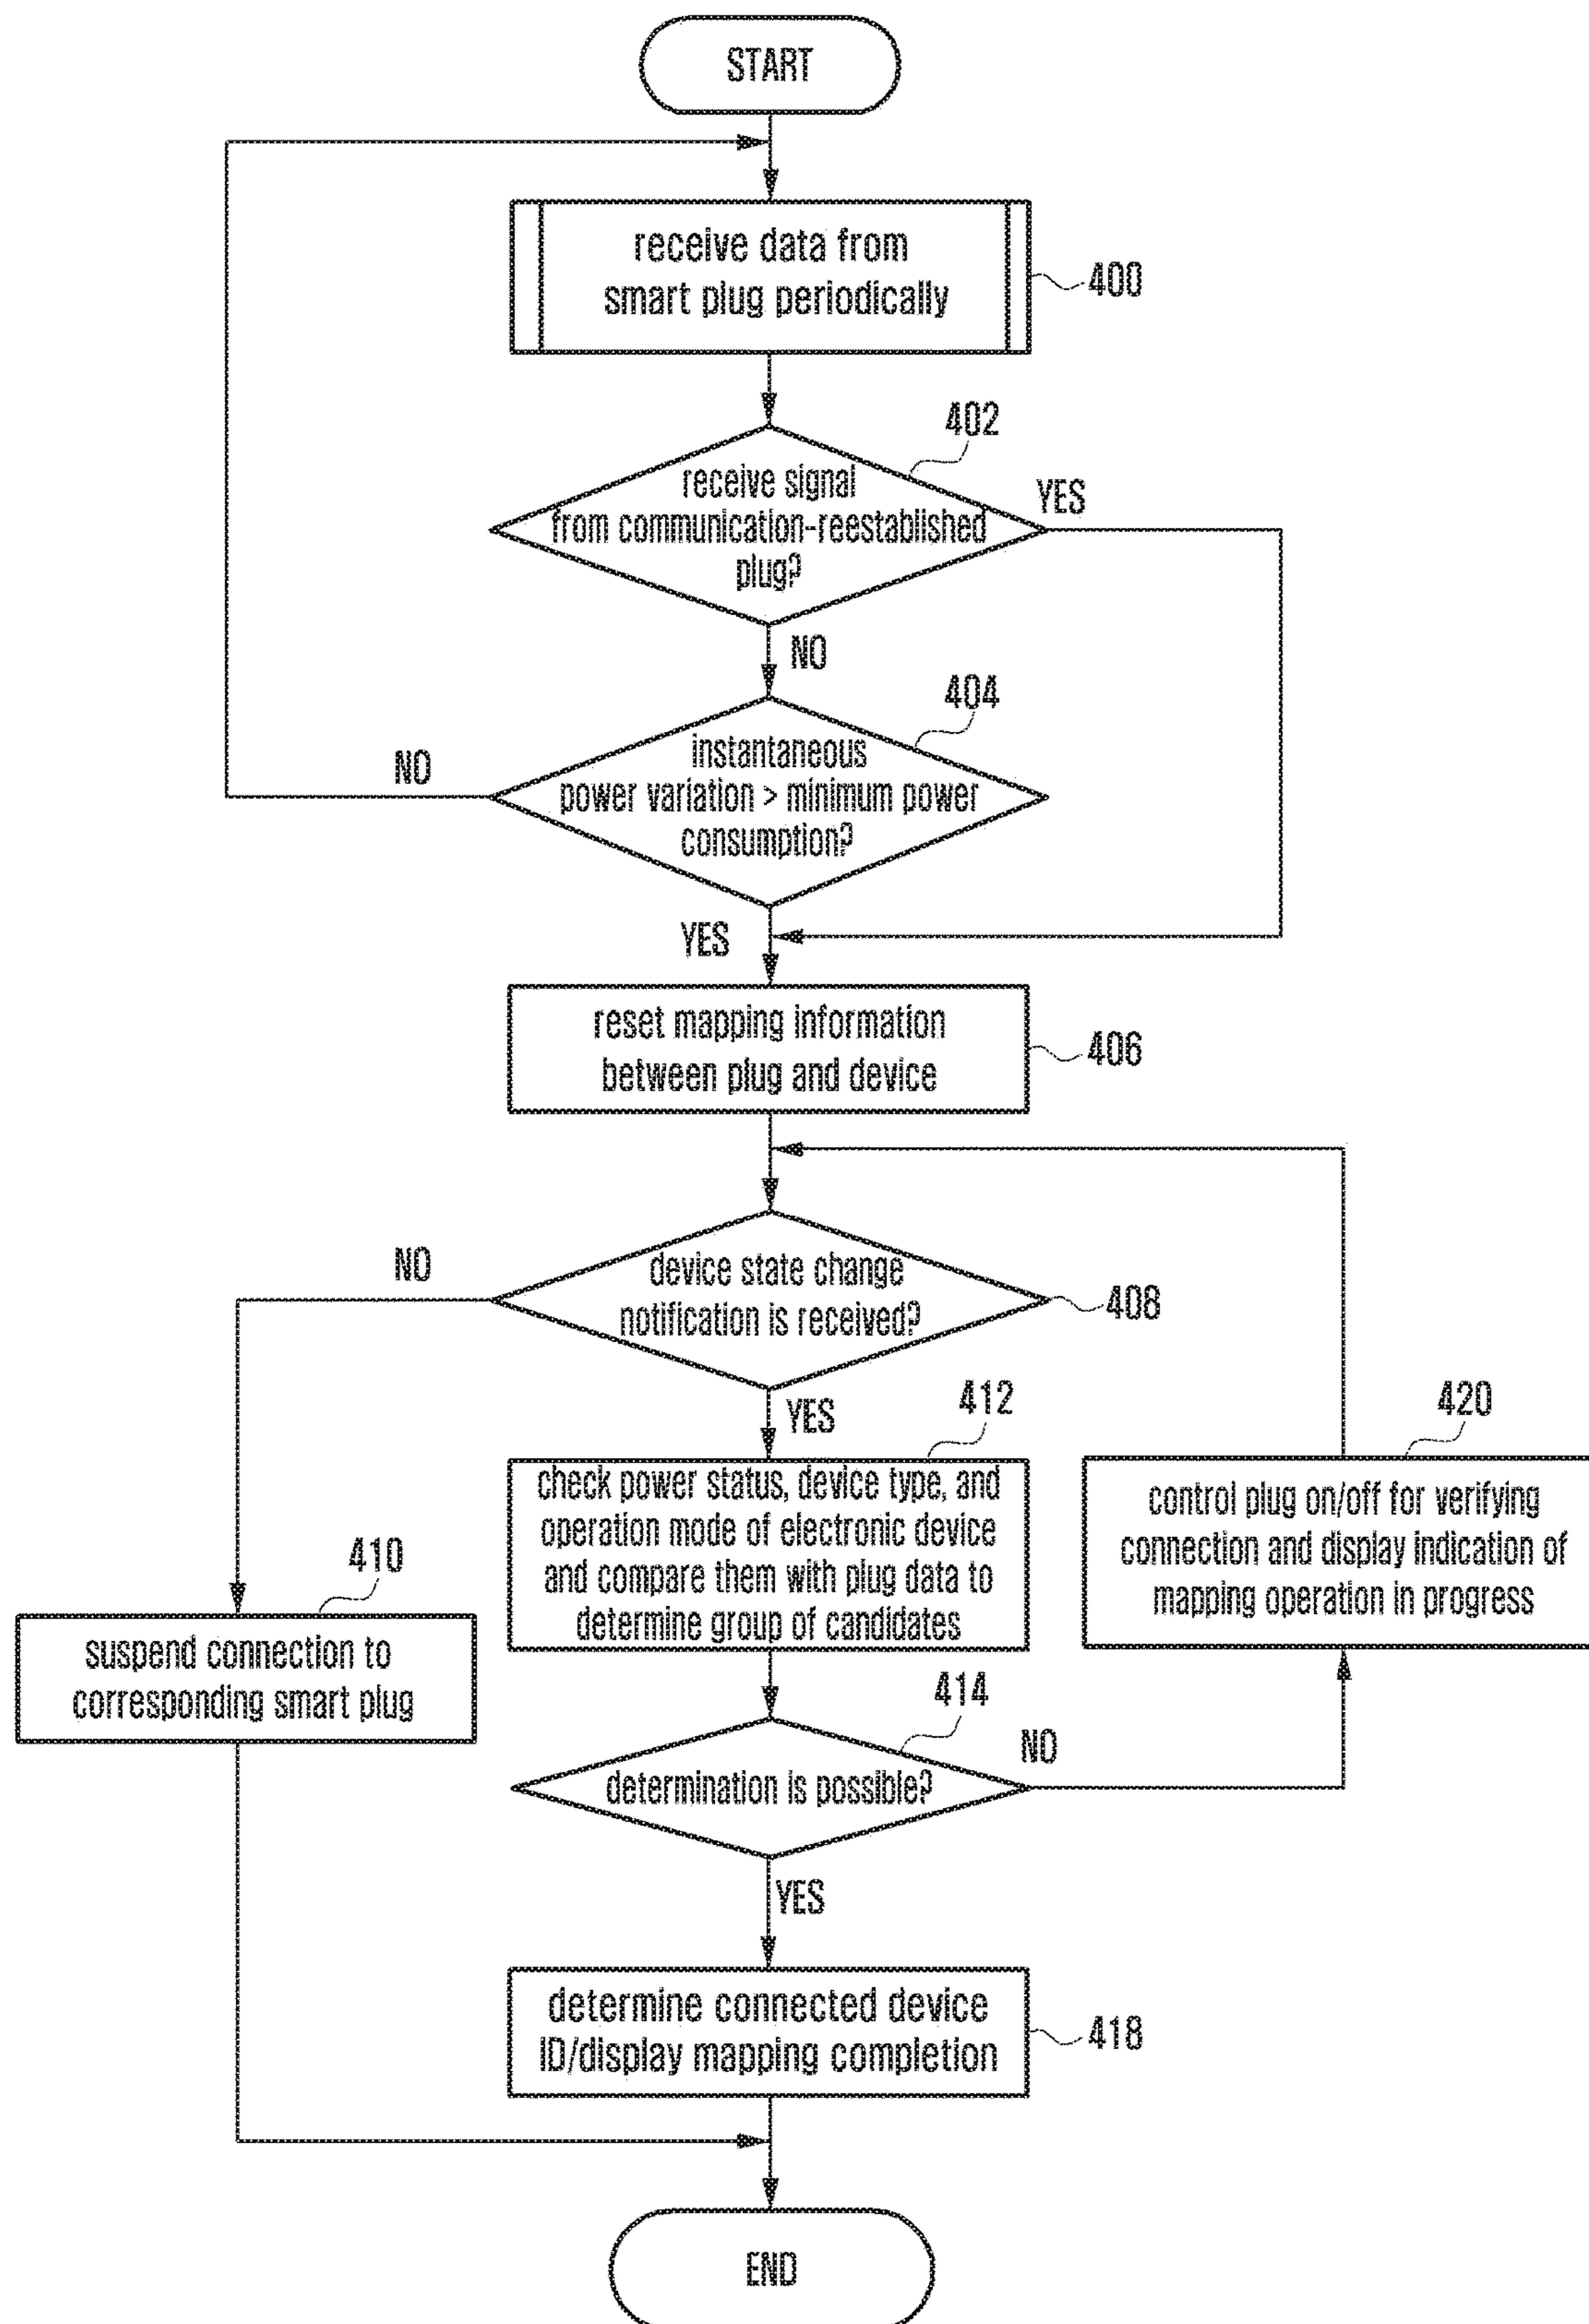 START
receive data from
smart plug periodically
400
402
receive signal
from communication-reestablished
plug?
YES
NO
404
instantaneous
power variation > minimum power
consumption?
NO
YES
reset mapping information
between plug and device
406
device state change
notification is received?
408
NO
YES
412
check power status, device type, and
operation mode of electronic device
and compare them with plug data to
determine group of candidates
420
control plug on/off for verifying
connection and display indication of
mapping operation in progress
410
suspend connection to
corresponding smart plug
414
determination is possible?
NO
YES
determine connected device
ID/display mapping completion
418
END